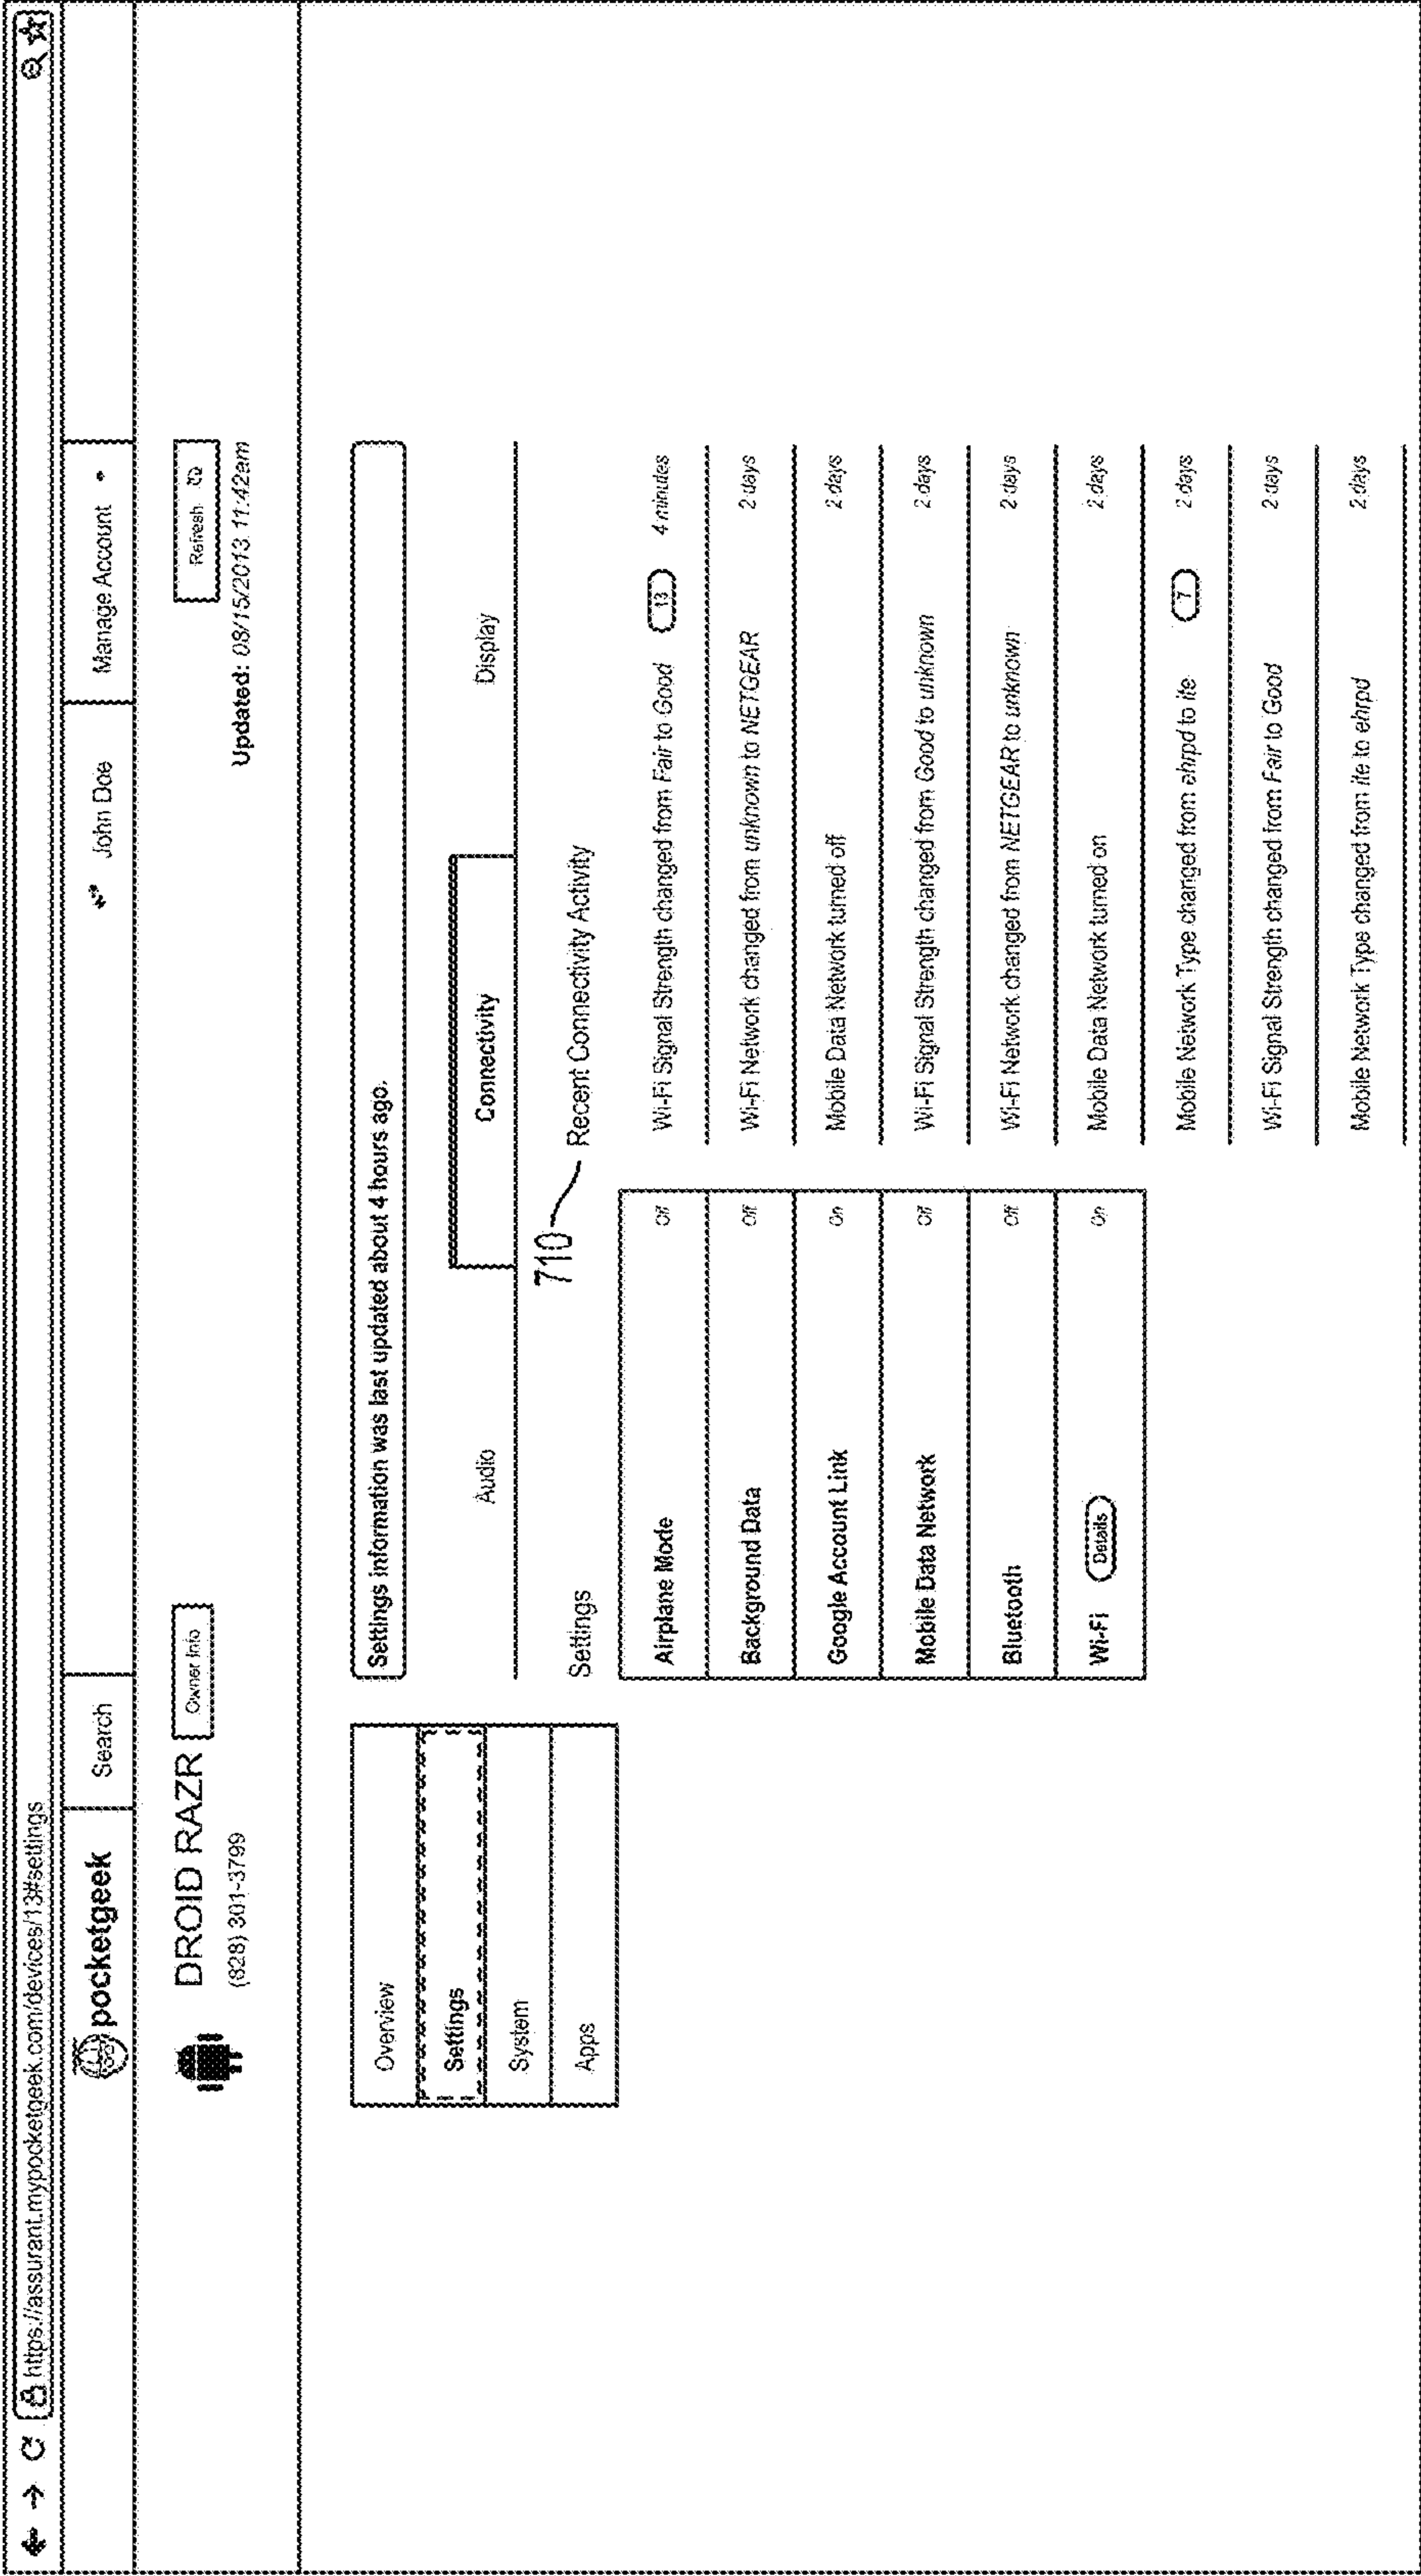 https://assurant.mypocketgeek.com/devices/13#settings
pocketgeek
Search
John Doe
Manage Account
DROID RAZR
Owner Info
Refresh
(828) 301-3799
Updated: 08/15/2013 11:42am
Overview
Settings
System
Apps
Settings information was last updated about 4 hours ago.
Audio
Connectivity
Display
710
Settings
Airplane Mode Off
Background Data Off
Google Account Link On
Mobile Data Network Off
Bluetooth Off
Wi-Fi Details On
Recent Connectivity Activity
Wi-Fi Signal Strength changed from Fair to Good 13 4 minutes
Wi-Fi Network changed from unknown to NETGEAR 2 days
Mobile Data Network turned off 2 days
Wi-Fi Signal Strength changed from Good to unknown 2 days
Wi-Fi Network changed from NETGEAR to unknown 2 days
Mobile Data Network turned on 2 days
Mobile Network Type changed from ehrpd to lte 7 2 days
Wi-Fi Signal Strength changed from Fair to Good 2 days
Mobile Network Type changed from lte to ehrpd 2 days